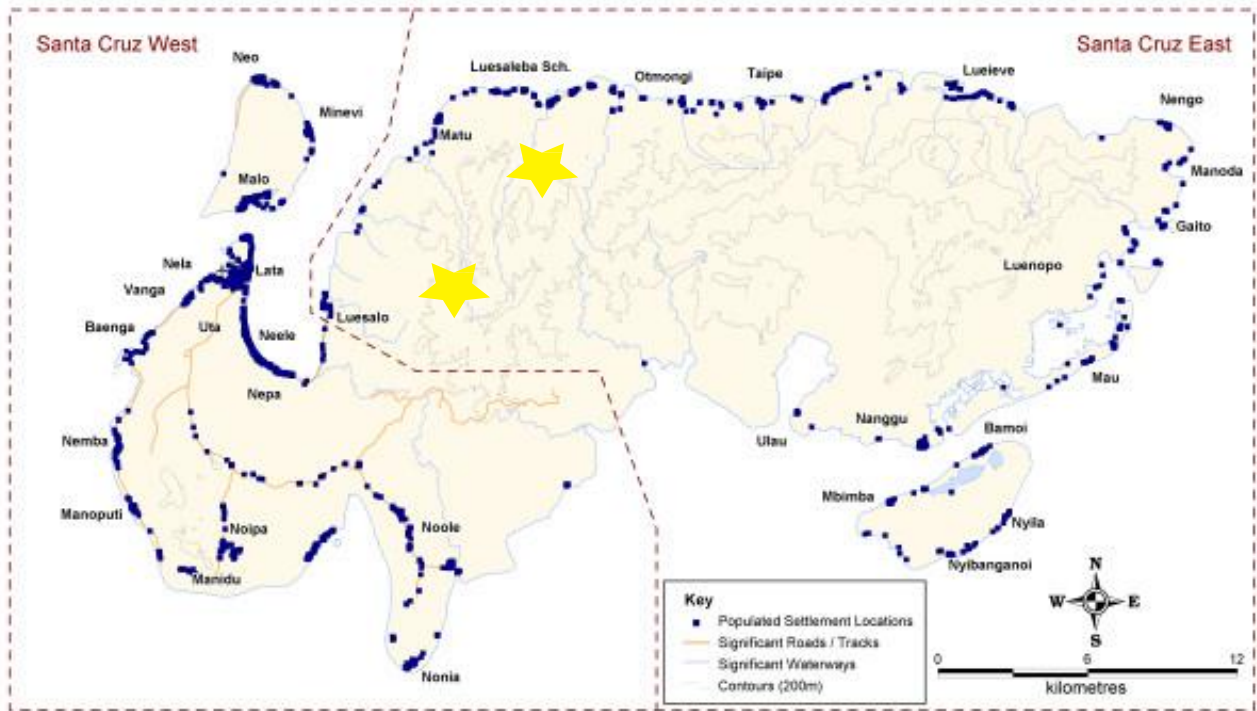 Santa Cruz West
Santa Cruz East
Neo
Luesaleba Sch.
Otmongi
Taipe
Lueieve
Nengo
Minevi
Matu
Manoda
Malo
Gaito
Nela
Lata
Luenopo
Vanga
Baenga
Uta
Neele
Luesalo
Nepa
Mau
Nemba
Nanggu
Ulau
Bamoi
Mbimba
Manoputi
Noipa
Noole
Nyila
Manidu
Nyibanganoi
Nonia
Key
Populated Settlement Locations
Significant Roads / Tracks
Significant Waterways
Contours (200m)
N
W
E
S
0
6
12
kilometres